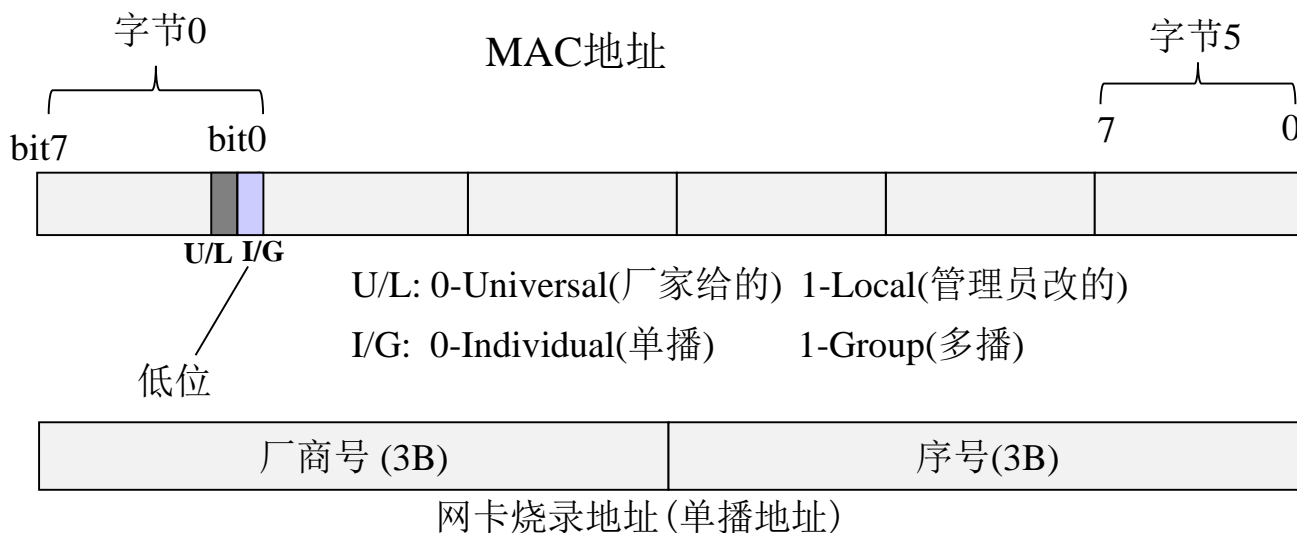 字节0
MAC地址
字节5
bit7
bit0
7
0
U/L I/G
U/L: 0-Universal(厂家给的) 1-Local(管理员改的)
I/G: 0-Individual(单播) 1-Group(多播)
低位
厂商号 (3B)
序号(3B)
网卡烧录地址(单播地址)